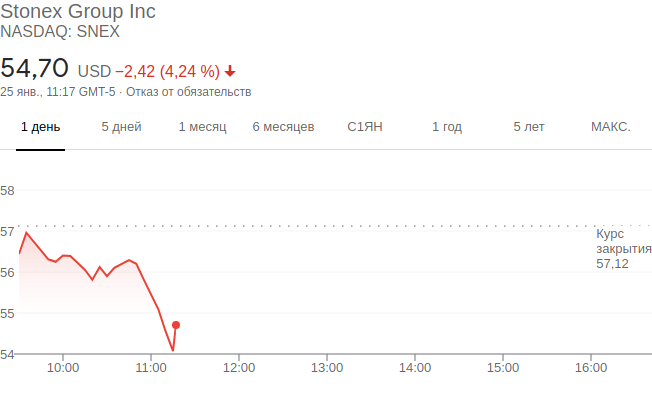 Stonex Group Inc
NASDAQ: SNEX
54,70 USD −2,42 (4,24 %)
25 янв., 11:17 GMT-5 · Отказ от обязательств
1 день 5 дней 1 месяц 6 месяцев С1ЯН 1 год 5 лет МАКС.
58
57
56
55
54
Курс
закрытия
57,12
10:00 11:00 12:00 13:00 14:00 15:00 16:00